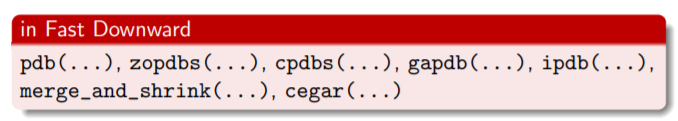 in Fast Downward
pdb(...), zopdbs(...), cpdbs(...), gapdb(...), ipdb(...),
merge_and_shrink(...), cegar(...)